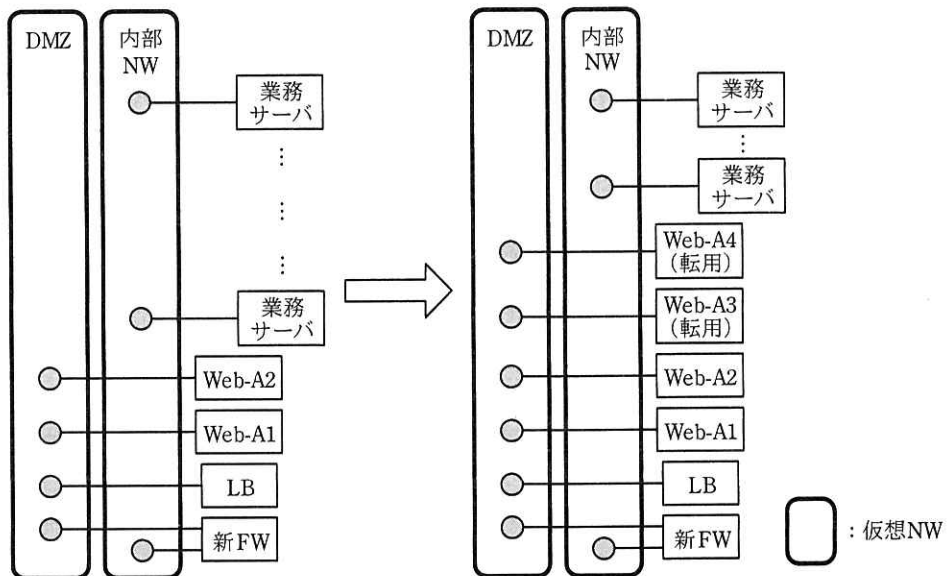 DMZ
内部
NW
業務
サーバ
⋮
⋮
⋮
業務
サーバ
Web-A2
Web-A1
LB
新FW
DMZ
内部
NW
業務
サーバ
⋮
業務
サーバ
Web-A4
(転用)
Web-A3
(転用)
Web-A2
Web-A1
LB
新FW
:仮想NW